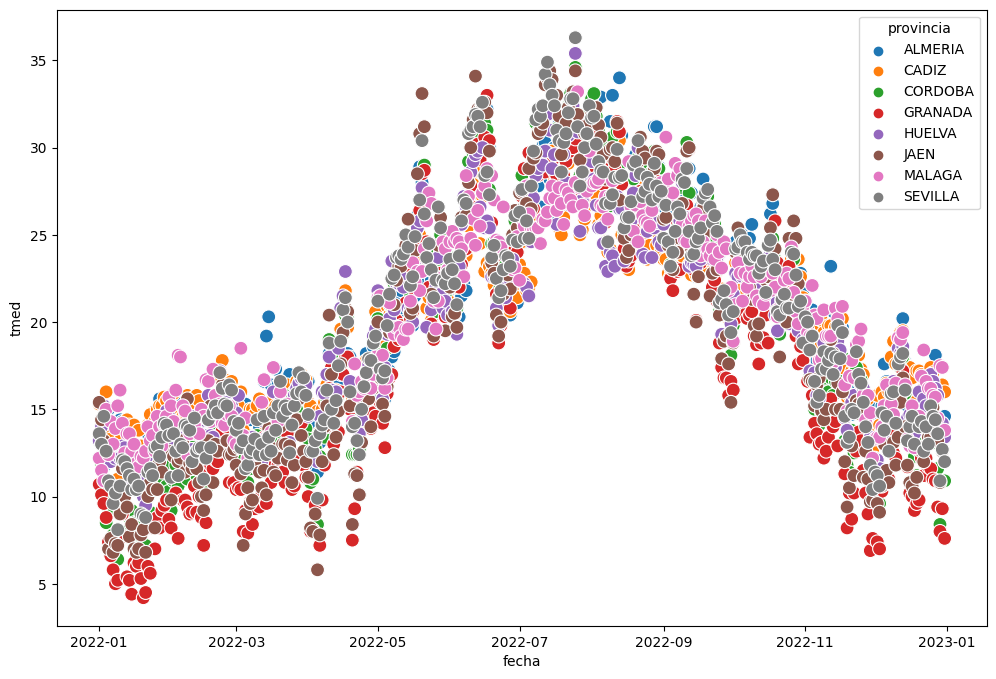 provincia
ALMERIA
CADIZ
CORDOBA
GRANADA
HUELVA
JAEN
MALAGA
SEVILLA
tmed
35
30
25
20
15
10
5
2022-01
2022-03
2022-05
2022-07
2022-09
2022-11
2023-01
fecha